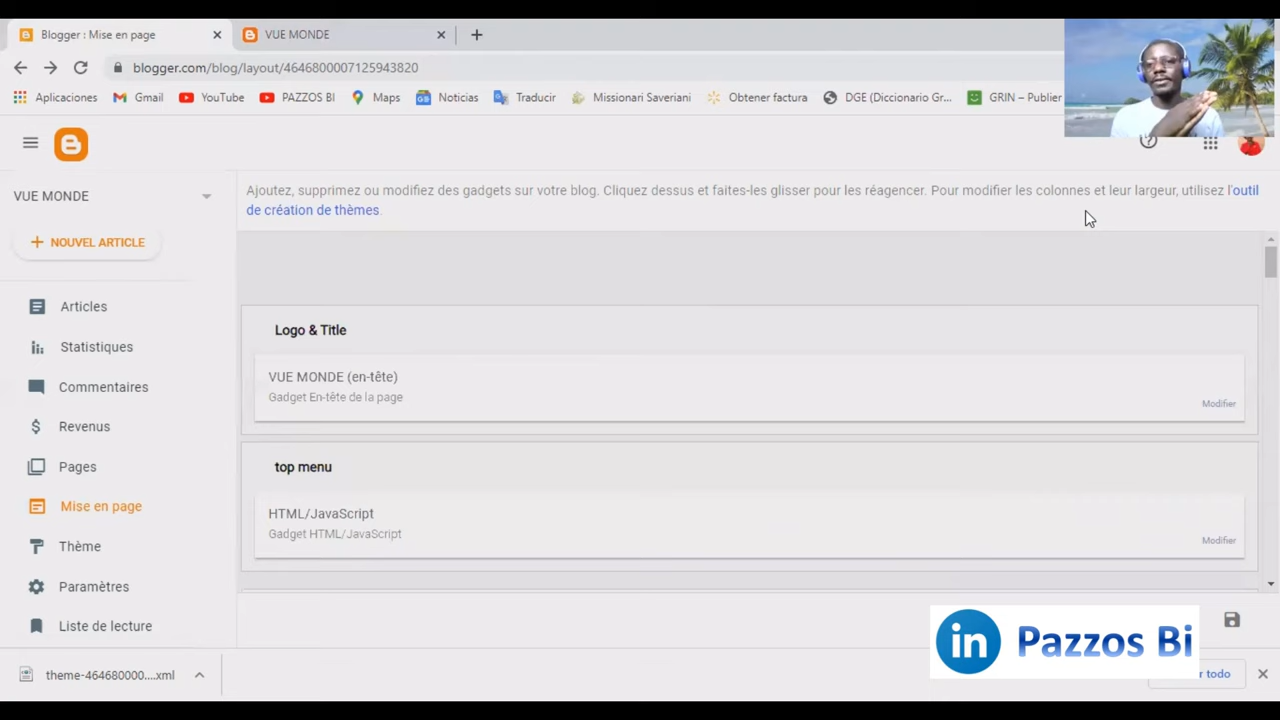 Blogger : Mise en page
VUE MONDE
blogger.com/blog/layout/4646800007125943820
Aplicaciones
Gmail
YouTube
PAZZOS BI
Maps
Noticias
Traducir
Missionari Saveriani
Obtener factura
DGE (Diccionario Gr...
GRIN – Publier
VUE MONDE
NOUVEL ARTICLE
Articles
Statistiques
Commentaires
Revenus
Pages
Mise en page
Thème
Paramètres
Liste de lecture
Ajoutez, supprimez ou modifiez des gadgets sur votre blog. Cliquez dessus et faites-les glisser pour les réagencer. Pour modifier les colonnes et leur largeur, utilisez l'outil
de création de thèmes.
Logo & Title
VUE MONDE (en-tête)
Gadget En-tête de la page
Modifier
top menu
HTML/JavaScript
Gadget HTML/JavaScript
Modifier
in Pazzos Bi
theme-464680000....xml
todo